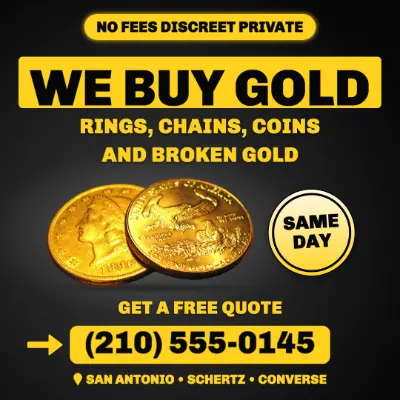 NO FEES DISCREET PRIVATE
WE BUY GOLD
RINGS, CHAINS, COINS
AND BROKEN GOLD
SAME
DAY
GET A FREE QUOTE
(210) 555-0145
SAN ANTONIO • SCHERTZ • CONVERSE